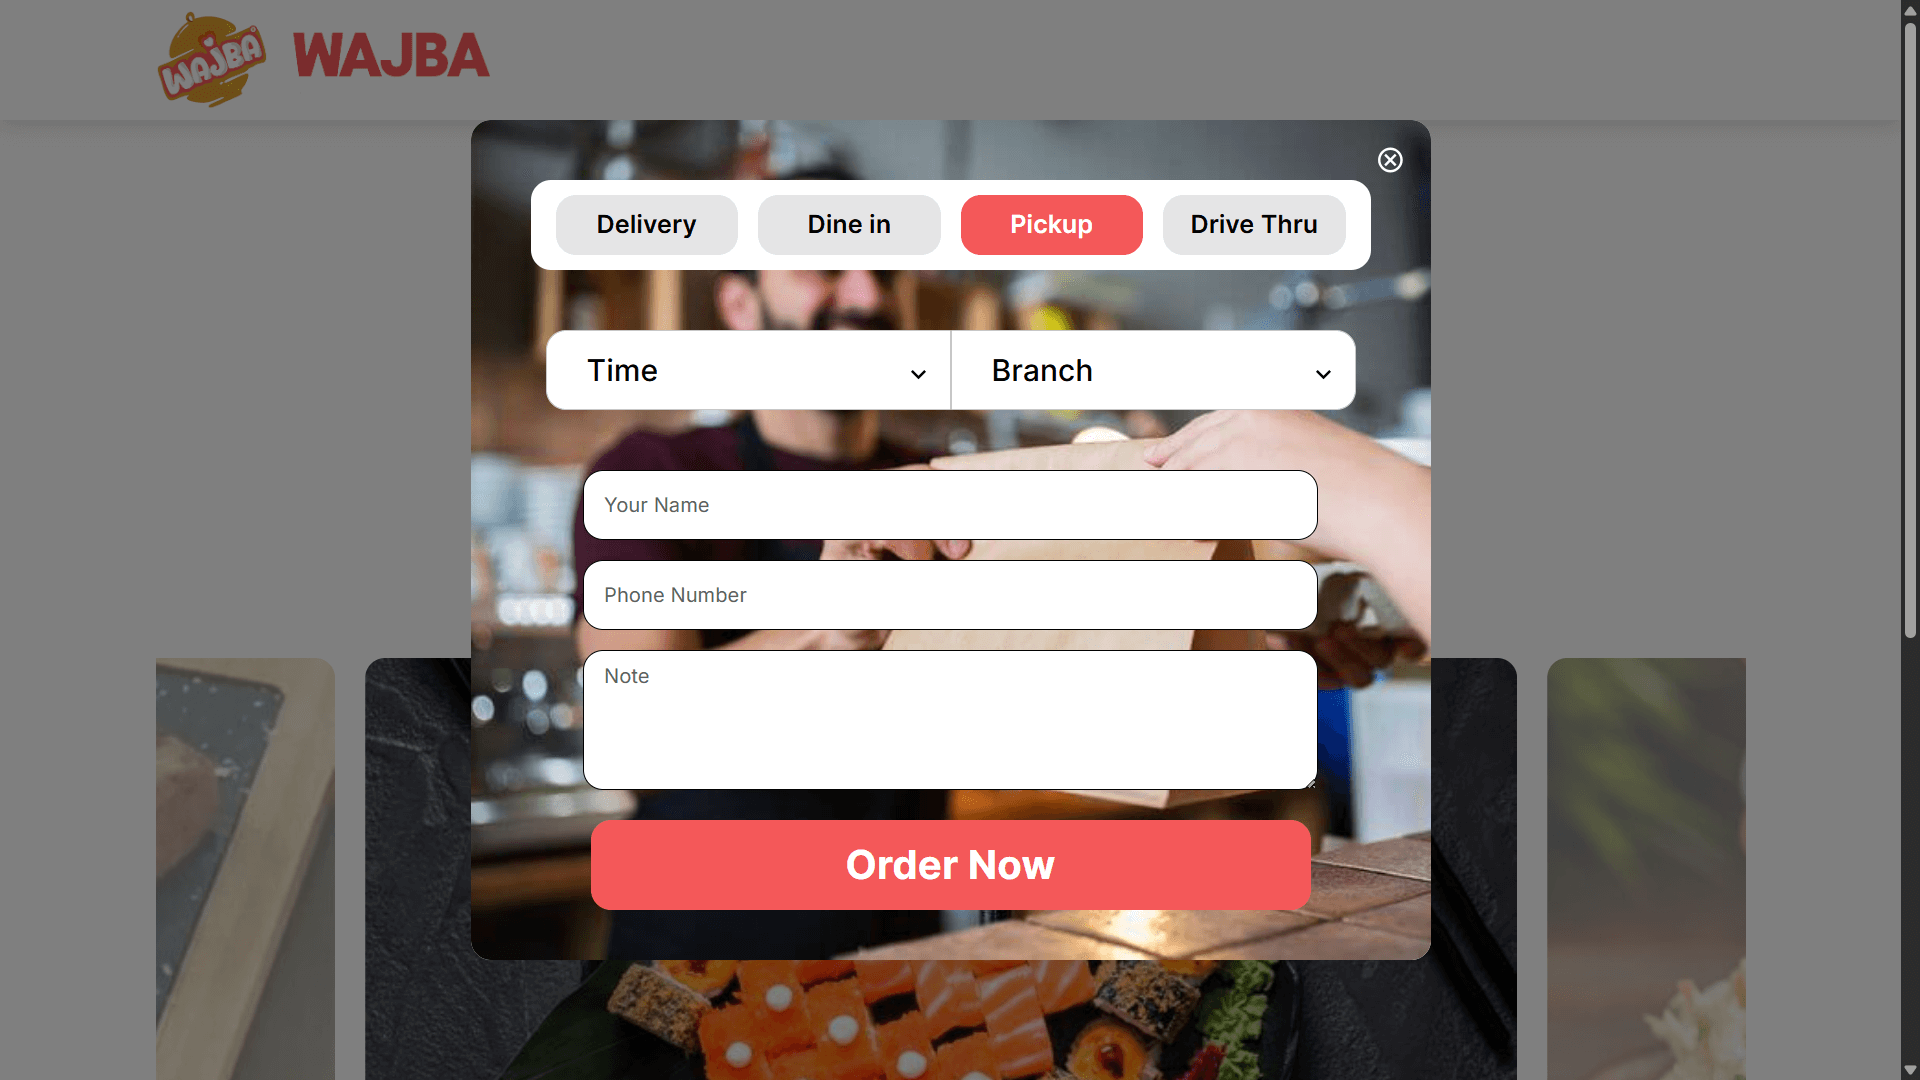 WAJBA
WAJBA
Delivery
Dine in
Pickup
Drive Thru
Time
Branch
Your Name
Phone Number
Note
Order Now